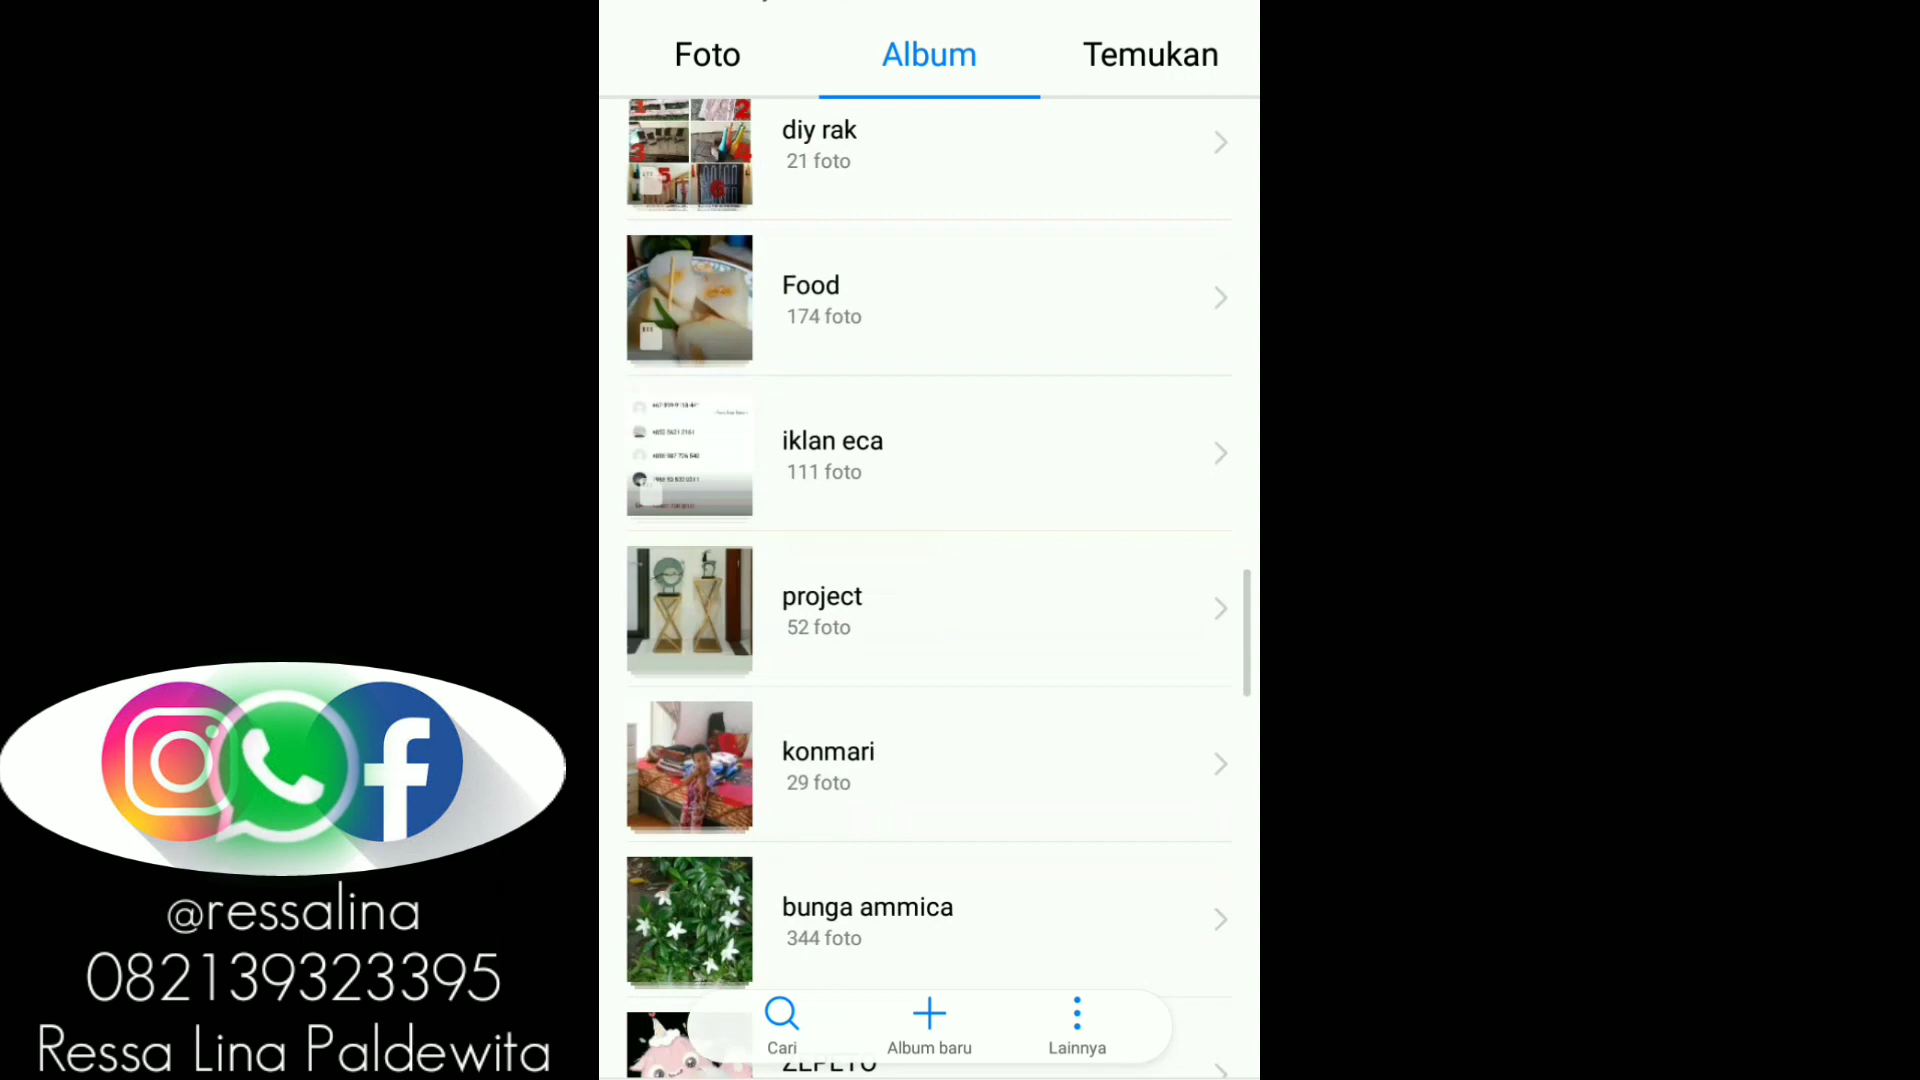 Foto
Album
Temukan
diy rak
21 foto
Food
174 foto
iklan eca
111 foto
project
52 foto
konmari
29 foto
bunga ammica
344 foto
ZEPETO
Cari
Album baru
Lainnya
@ressalina
082139323395
Ressa Lina Paldewita